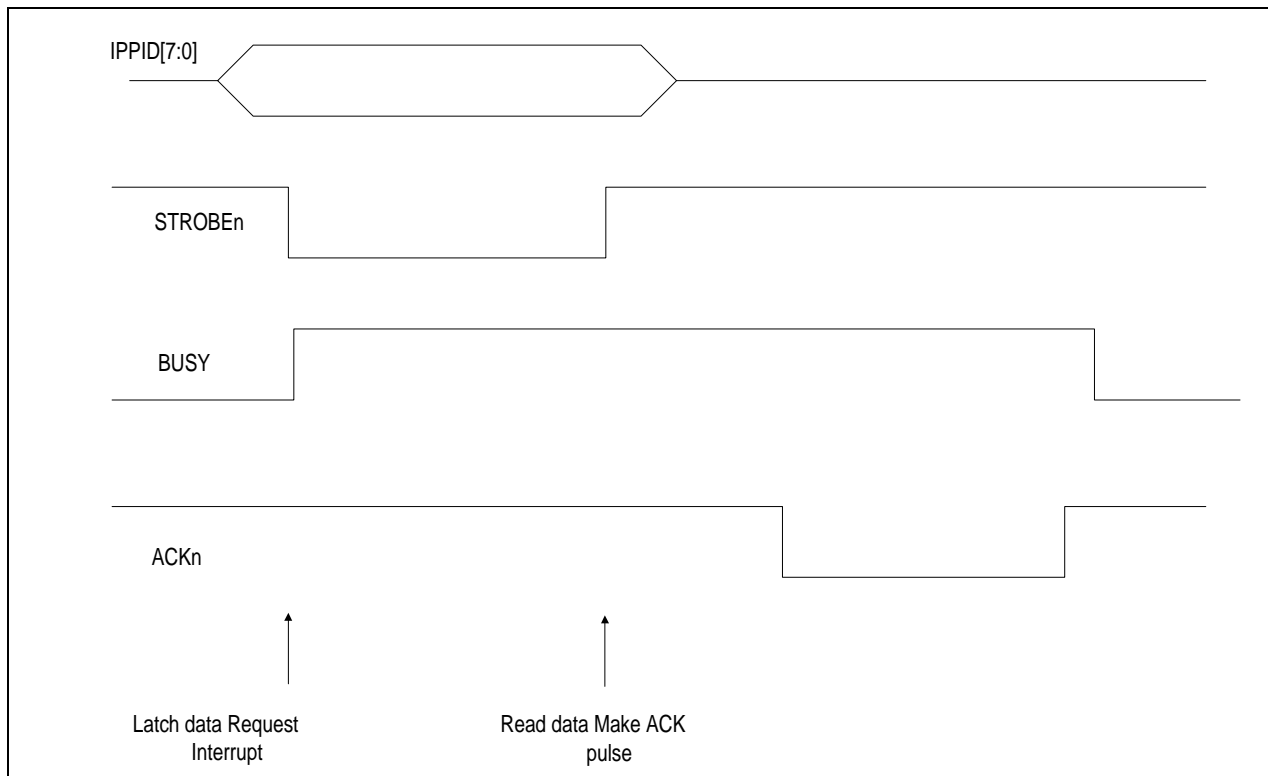 IPPID[7:0]
STROBEn
BUSY
ACKn
Latch data Request
Interrupt
Read data Make ACK
pulse